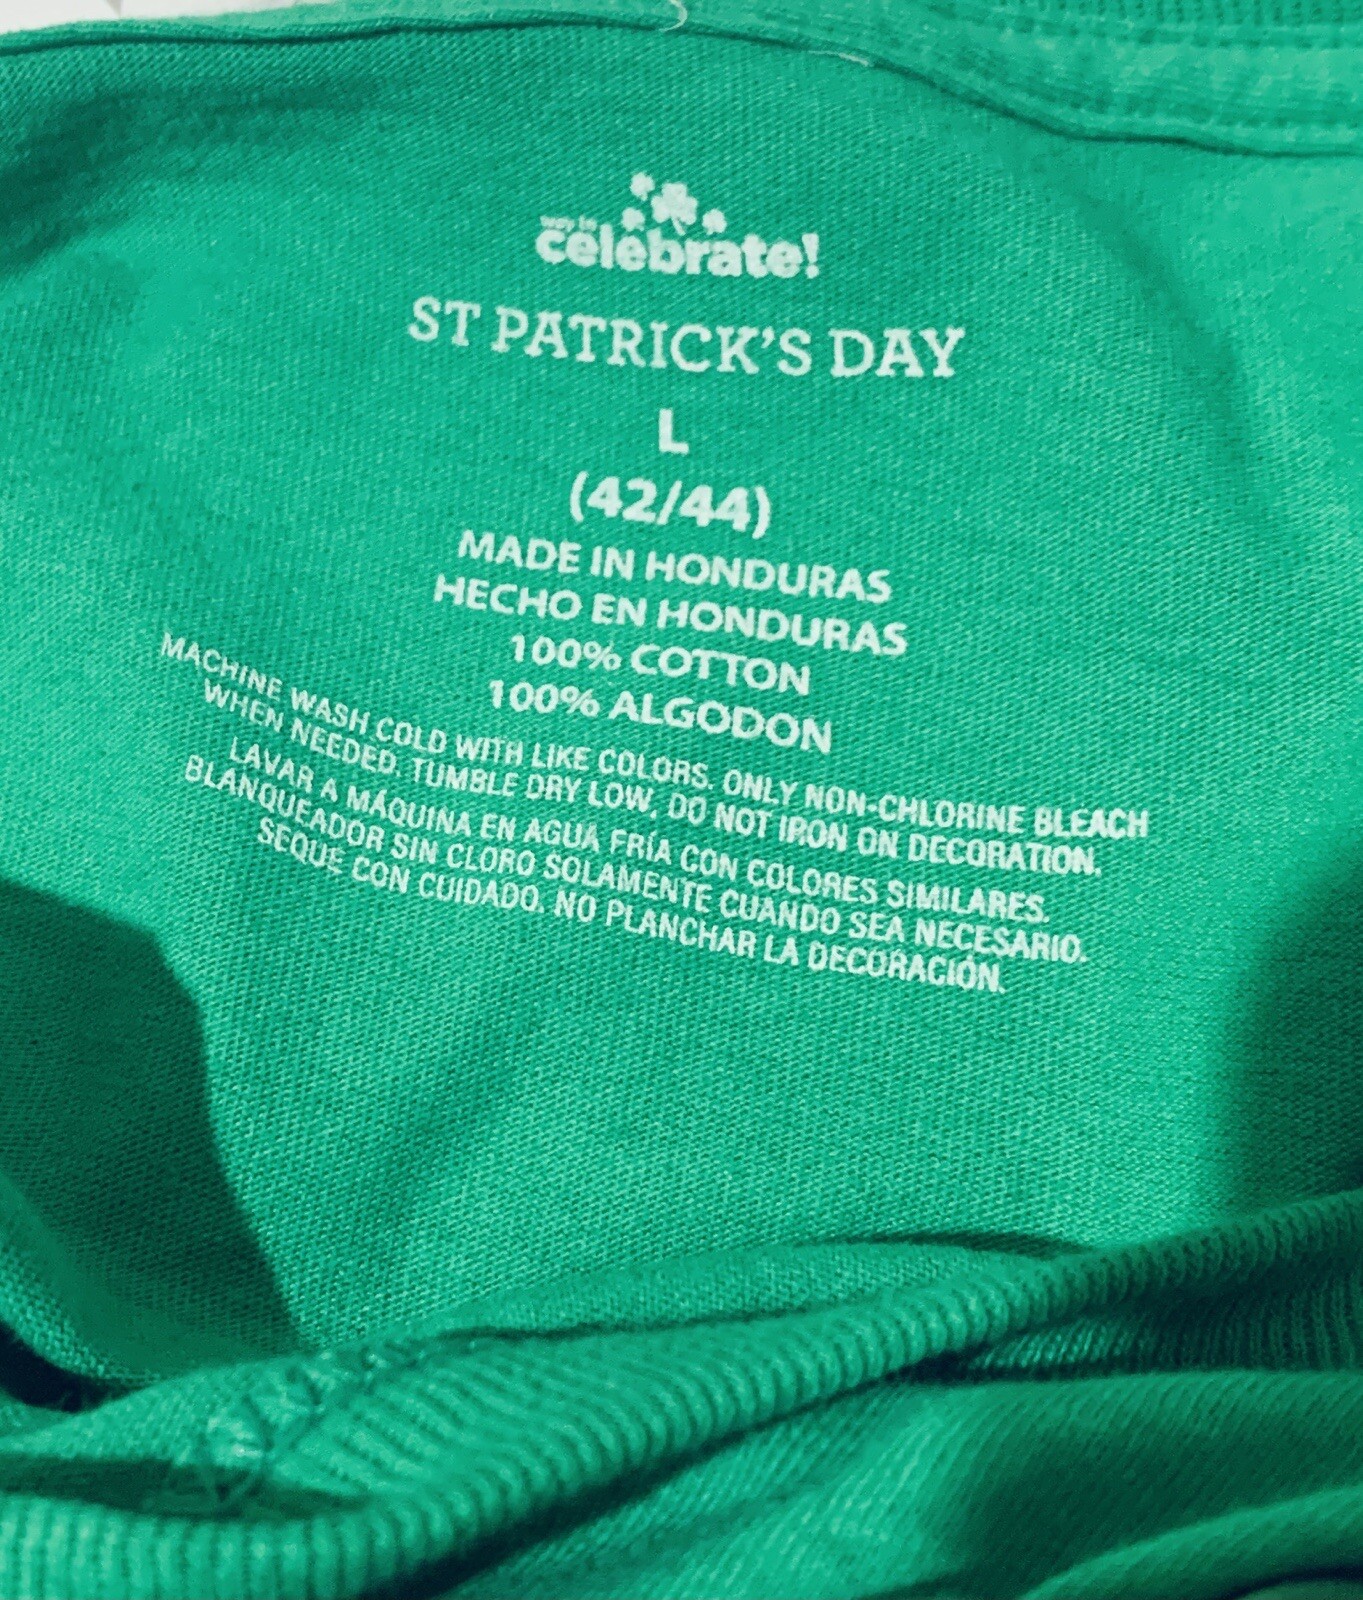 way to
celebrate!
ST PATRICK'S DAY
L
(42/44)
MADE IN HONDURAS
HECHO EN HONDURAS
100% COTTON
100% ALGODON
MACHINE WASH COLD WITH LIKE COLORS. ONLY NON-CHLORINE BLEACH
WHEN NEEDED. TUMBLE DRY LOW, DO NOT IRON ON DECORATION.
LAVAR A MÁQUINA EN AGUA FRÍA CON COLORES SIMILARES.
BLANQUEADOR SIN CLORO SOLAMENTE CUANDO SEA NECESARIO.
SEQUE CON CUIDADO. NO PLANCHAR LA DECORACIÓN.